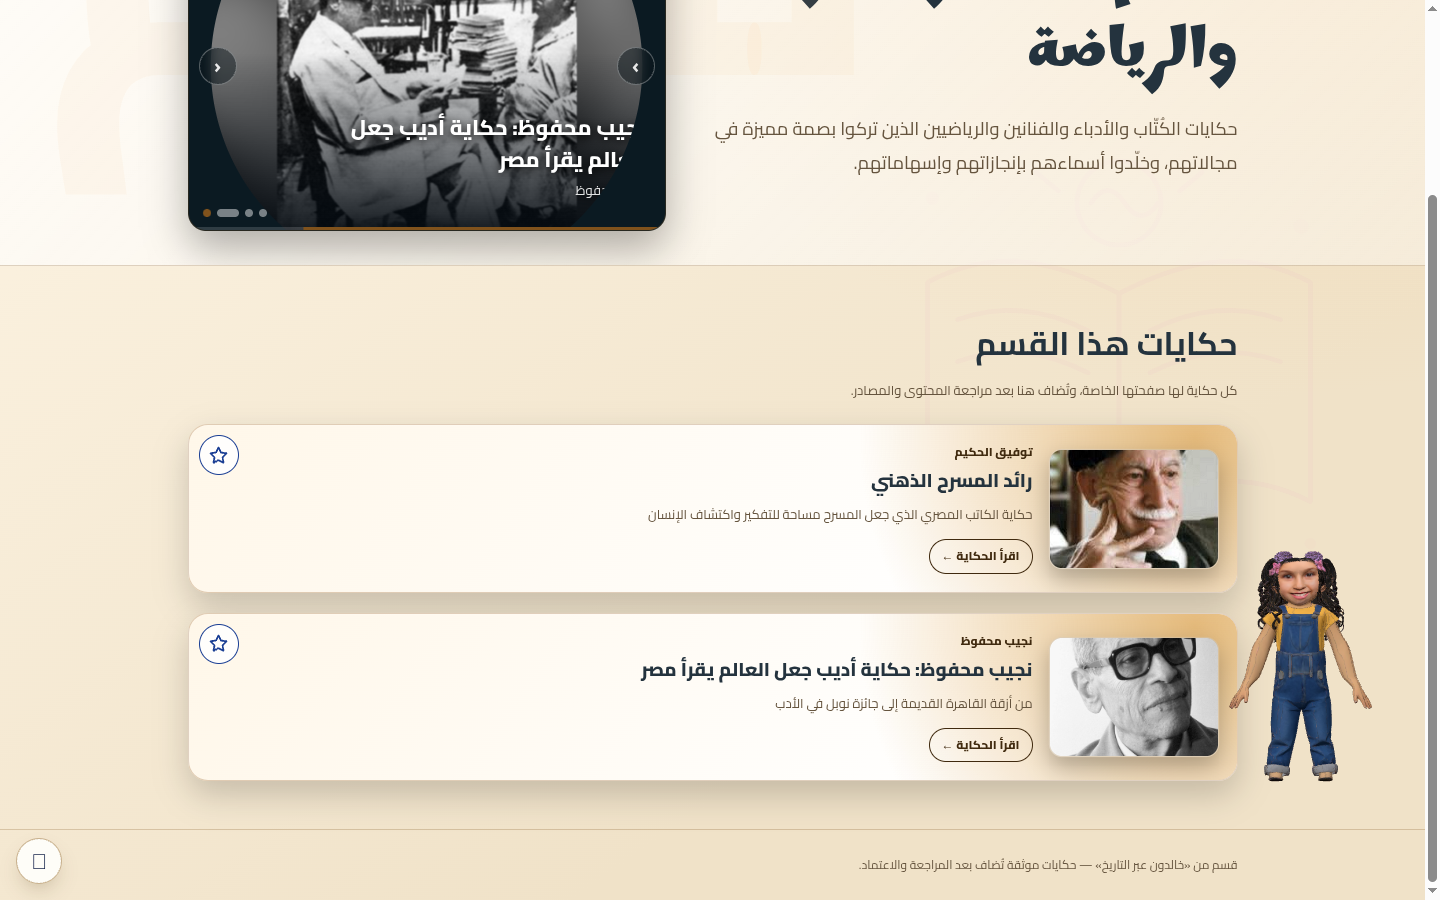 والرياضة
حكايات الكُتّاب والأدباء والفنانين والرياضيين الذين تركوا بصمة مميزة في
مجالاتهم، وخلّدوا أسماءهم بإنجازاتهم وإسهاماتهم.
محفوظ: حكاية أديب جعل
يقرأ مصر
حكايات هذا القسم
كل حكاية لها صفحتها الخاصة، وتُضاف هنا بعد مراجعة المحتوى والمصادر.
توفيق الحكيم
رائد المسرح الذهني
حكاية الكاتب المصري الذي جعل المسرح مساحة للتفكير واكتشاف الإنسان
اقرأ الحكاية ←
نجيب محفوظ
نجيب محفوظ: حكاية أديب جعل العالم يقرأ مصر
من أزقة القاهرة القديمة إلى جائزة نوبل في الأدب
اقرأ الحكاية ←
قسم من «خالدون عبر التاريخ» — حكايات موثقة تُضاف بعد المراجعة والاعتماد.